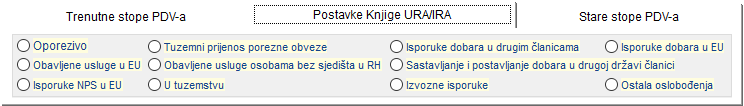 Trenutne stope PDV-a
Postavke Knjige URA/IRA
Stare stope PDV-a
Oporezivo
Tuzemni prijenos porezne obveze
Isporuke dobara u drugim članicama
Isporuke dobara u EU
Obavljene usluge u EU
Obavljene usluge osobama bez sjedišta u RH
Sastavljanje i postavljanje dobara u drugoj državi članici
Isporuke NPS u EU
U tuzemstvu
Izvozne isporuke
Ostala oslobođenja